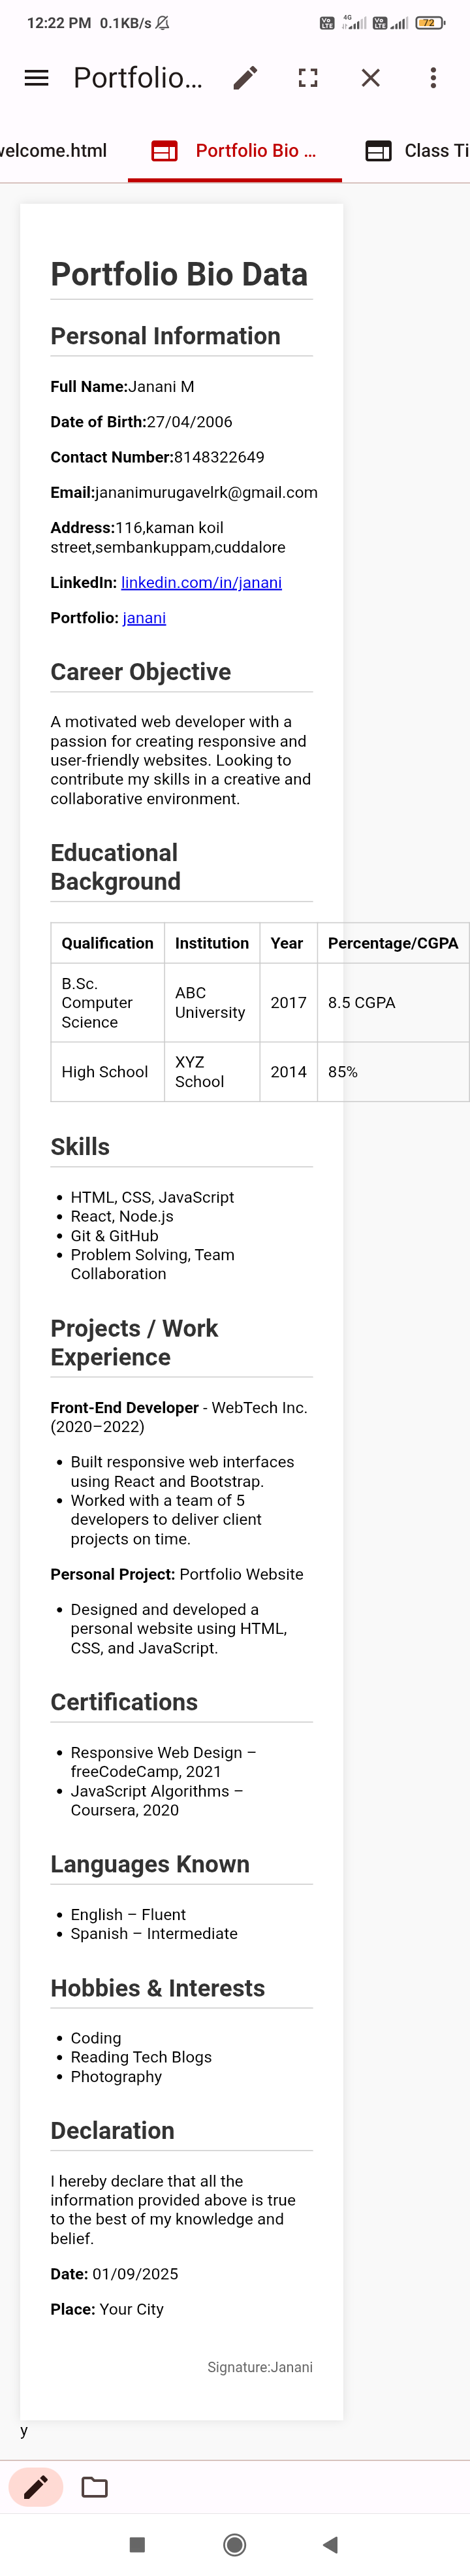 12:22 PM 0.1KB/s
Vo LTE 4G Vo LTE 72
Portfolio...
welcome.html Portfolio Bio ... Class Ti
Portfolio Bio Data
Personal Information
Full Name:Janani M
Date of Birth:27/04/2006
Contact Number:8148322649
Email:jananimurugavelrk@gmail.com
Address:116,kaman koil
street,sembankuppam,cuddalore
LinkedIn: linkedin.com/in/janani
Portfolio: janani
Career Objective
A motivated web developer with a
passion for creating responsive and
user-friendly websites. Looking to
contribute my skills in a creative and
collaborative environment.
Educational
Background
Qualification Institution Year Percentage/CGPA
B.Sc.
Computer
Science
ABC
University
2017 8.5 CGPA
High School
XYZ
School
2014 85%
Skills
• HTML, CSS, JavaScript
• React, Node.js
• Git & GitHub
• Problem Solving, Team
Collaboration
Projects / Work
Experience
Front-End Developer - WebTech Inc.
(2020–2022)
• Built responsive web interfaces
using React and Bootstrap.
• Worked with a team of 5
developers to deliver client
projects on time.
Personal Project: Portfolio Website
• Designed and developed a
personal website using HTML,
CSS, and JavaScript.
Certifications
• Responsive Web Design –
freeCodeCamp, 2021
• JavaScript Algorithms –
Coursera, 2020
Languages Known
• English – Fluent
• Spanish – Intermediate
Hobbies & Interests
• Coding
• Reading Tech Blogs
• Photography
Declaration
I hereby declare that all the
information provided above is true
to the best of my knowledge and
belief.
Date: 01/09/2025
Place: Your City
Signature:Janani
y